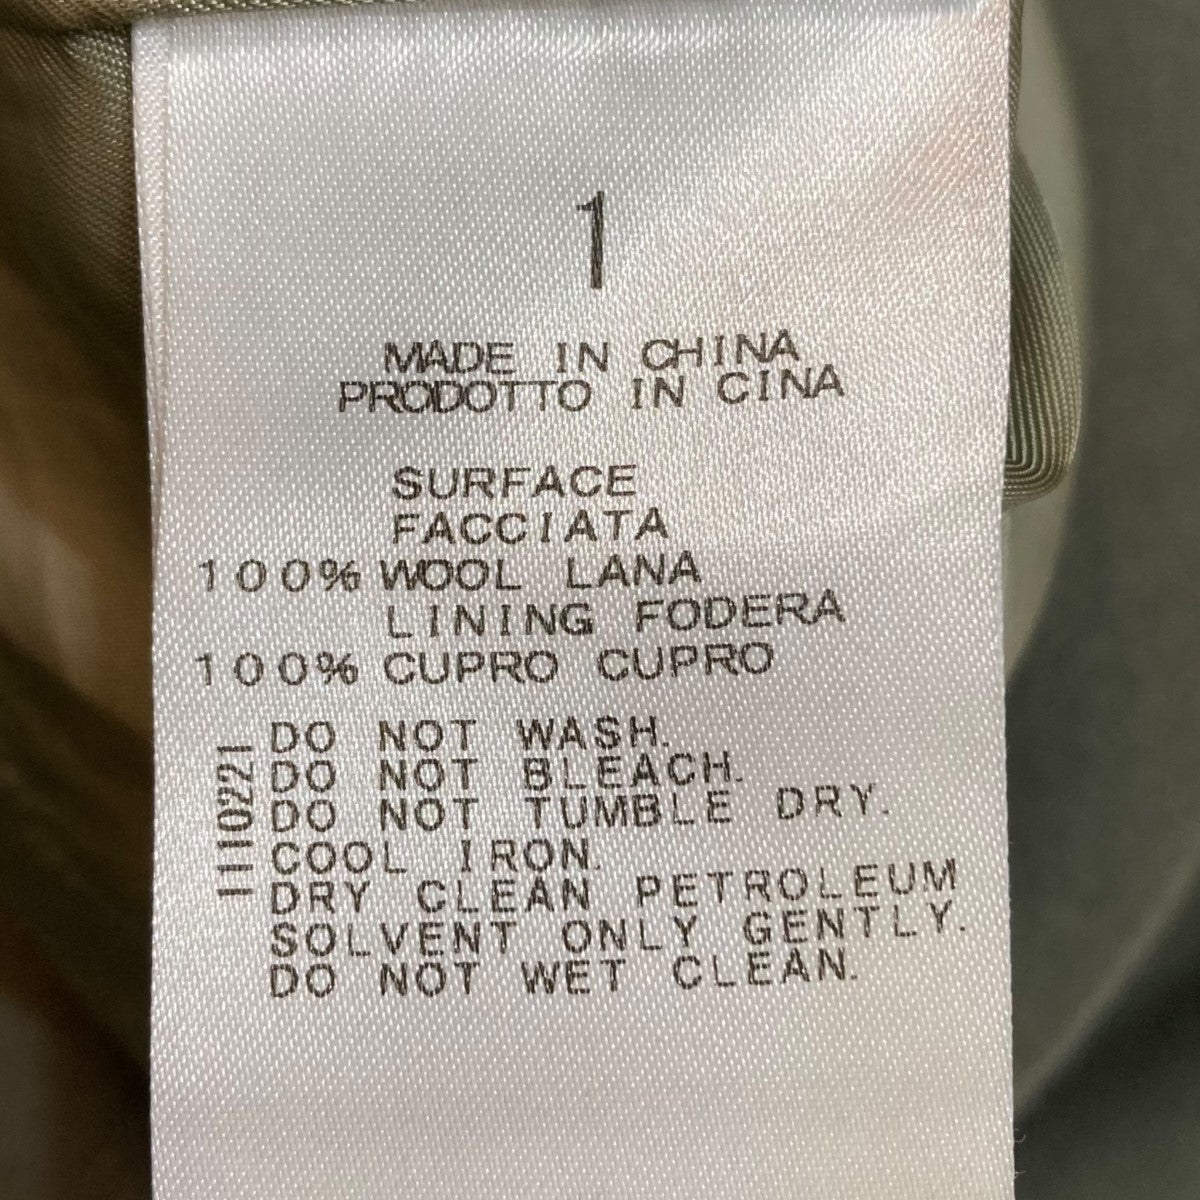 1
MADE IN CHINA
PRODOTTO IN CINA
SURFACE
FACCIATA
100% WOOL LANA
LINING FODERA
100% CUPRO CUPRO
DO NOT WASH.
DO NOT BLEACH.
DO NOT TUMBLE DRY.
COOL IRON.
DRY CLEAN PETROLEUM
SOLVENT ONLY GENTLY.
DO NOT WET CLEAN.
1110221